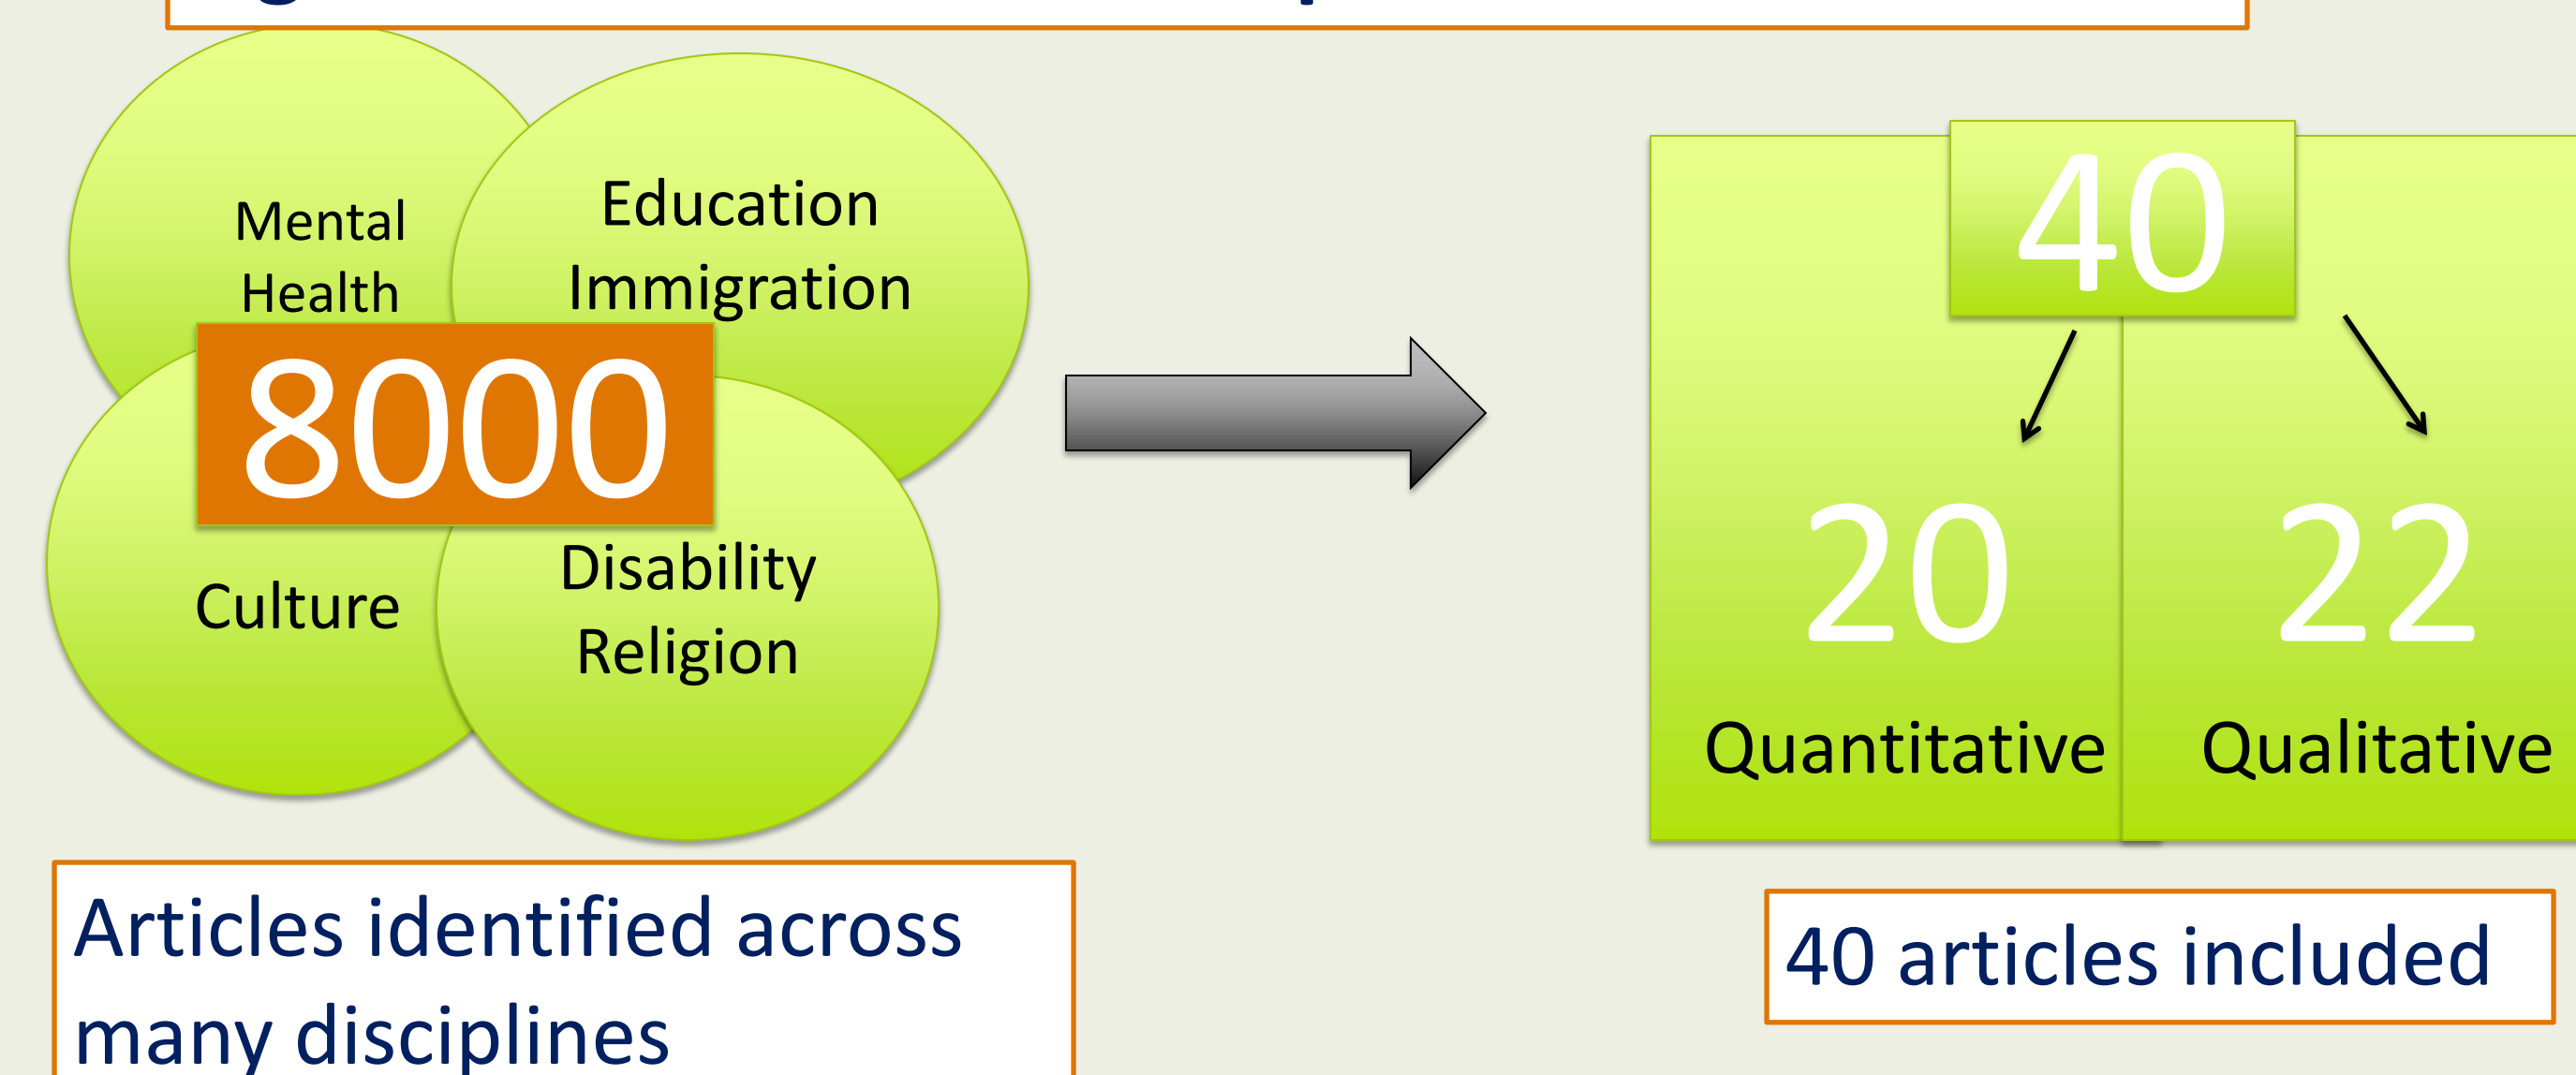 Mental
Health
Education
Immigration
8000
Culture
Disability
Religion
Articles identified across
many disciplines
40
20
22
Quantitative
Qualitative
40 articles included